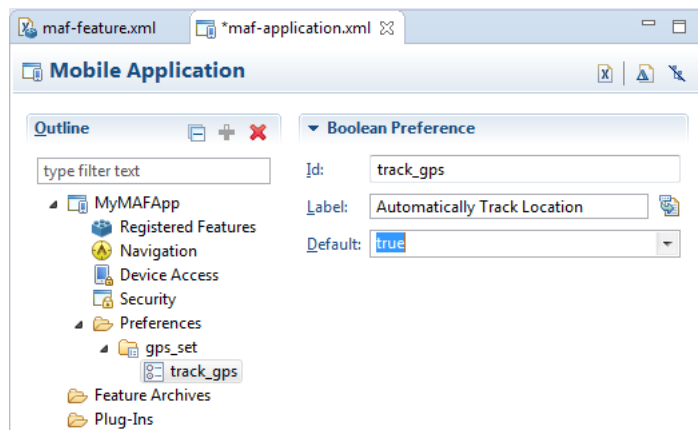 maf-feature.xml
*maf-application.xml
Mobile Application
Outline
type filter text
MyMAFApp
Registered Features
Navigation
Device Access
Security
Preferences
gps_set
track_gps
Feature Archives
Plug-Ins
Boolean Preference
Id: track_gps
Label: Automatically Track Location
Default: true